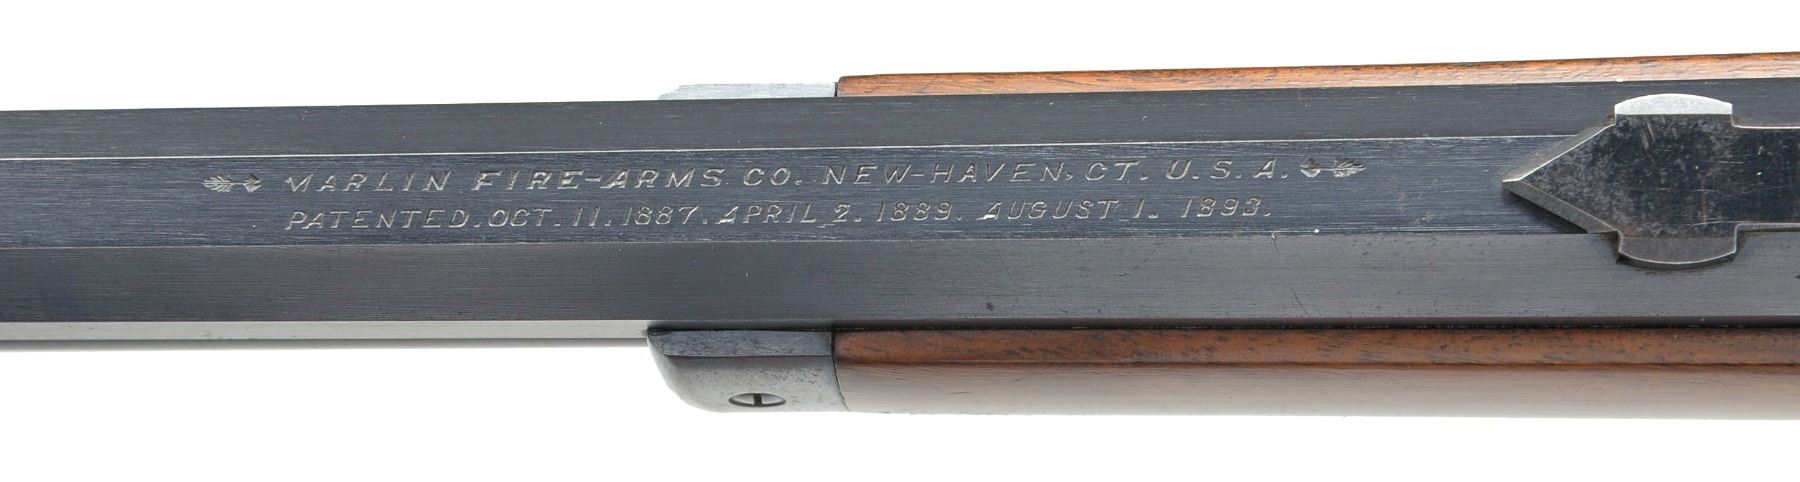 MARLIN FIRE-ARMS CO. NEW-HAVEN, CT. U.S.A.
PATENTED.OCT.11.1887.APRIL 2.1889.AUGUST 1.1893.